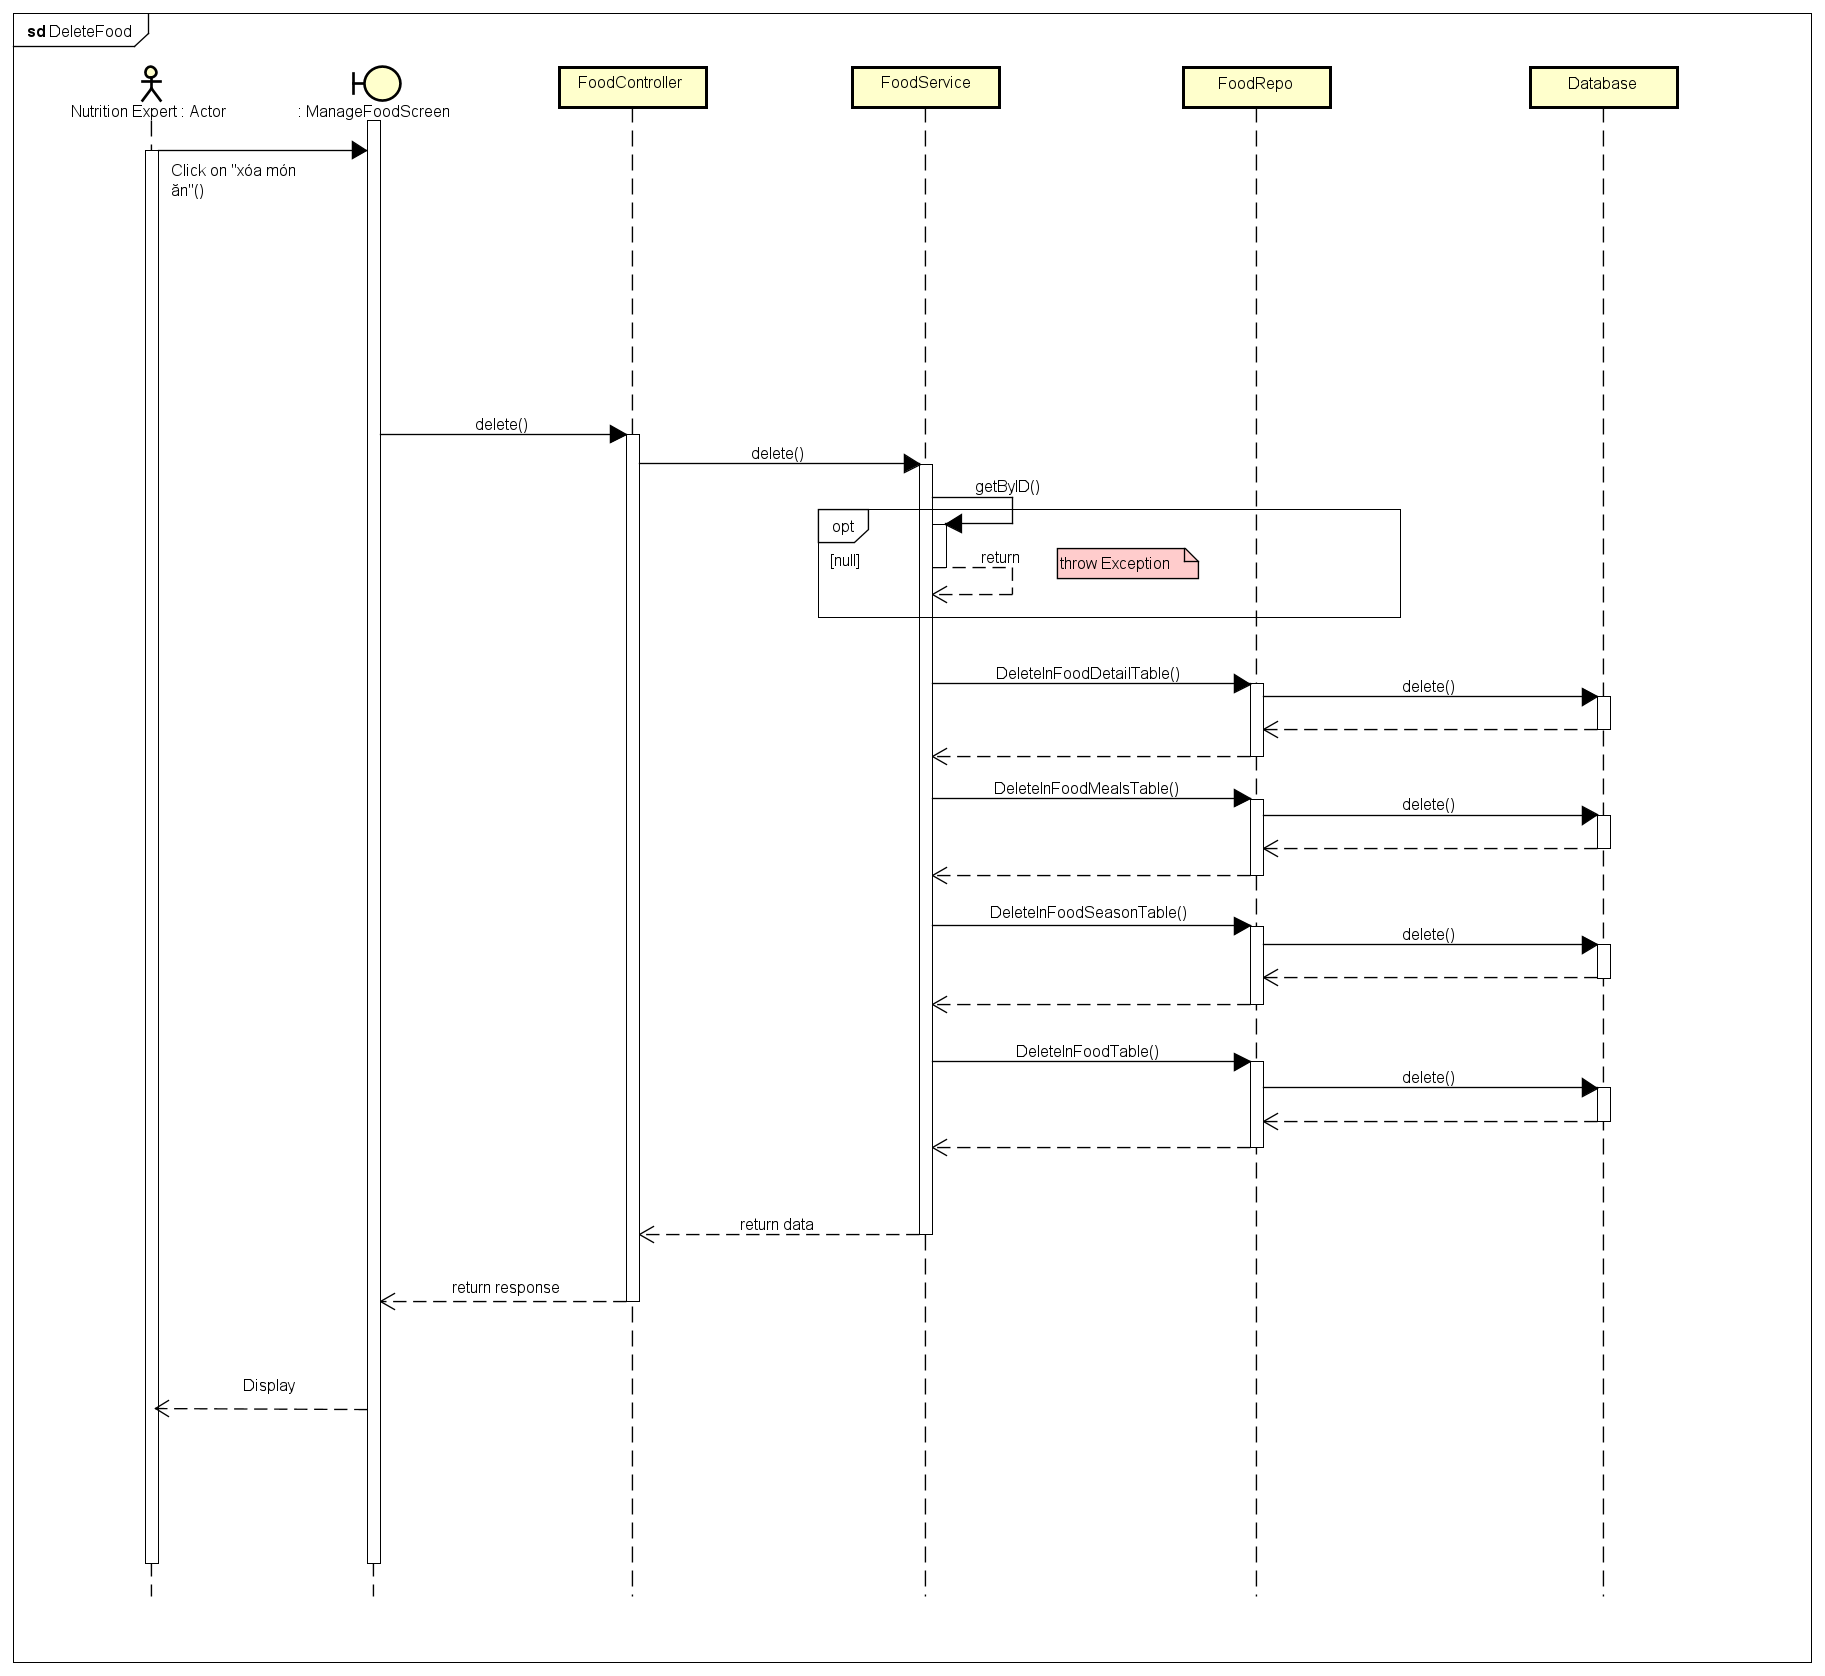 sd DeleteFood
Nutrition Expert : Actor
: ManageFoodScreen
FoodController
FoodService
FoodRepo
Database
Click on "xóa món
ăn"()
delete()
delete()
getByID()
opt
[null]
return
throw Exception
DeleteInFoodDetailTable()
delete()
DeleteInFoodMealsTable()
delete()
DeleteInFoodSeasonTable()
delete()
DeleteInFoodTable()
delete()
return data
return response
Display